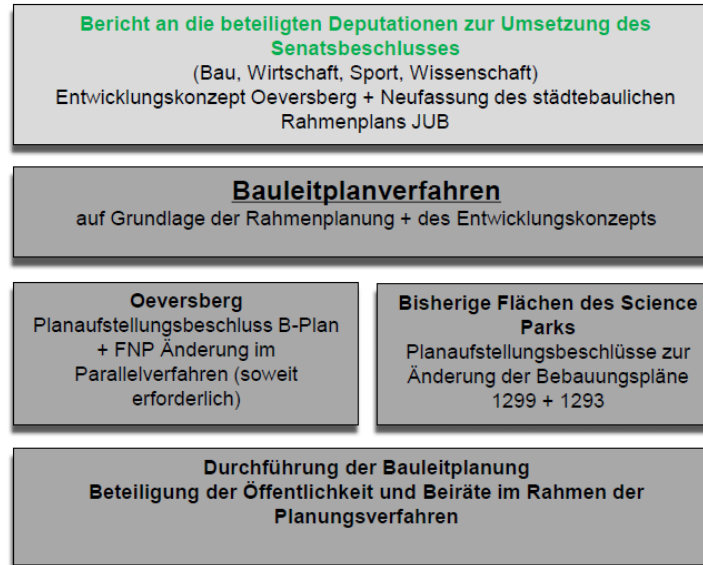 Bericht an die beteiligten Deputationen zur Umsetzung des
Senatsbeschlusses
(Bau, Wirtschaft, Sport, Wissenschaft)
Entwicklungskonzept Oeversberg + Neufassung des städtebaulichen
Rahmenplans JUB
Bauleitplanverfahren
auf Grundlage der Rahmenplanung + des Entwicklungskonzepts
Oeversberg
Planaufstellungsbeschluss B-Plan
+ FNP Änderung im
Parallelverfahren (soweit
erforderlich)
Bisherige Flächen des Science
Parks
Planaufstellungsbeschlüsse zur
Änderung der Bebauungspläne
1299 + 1293
Durchführung der Bauleitplanung
Beteiligung der Öffentlichkeit und Beiräte im Rahmen der
Planungsverfahren